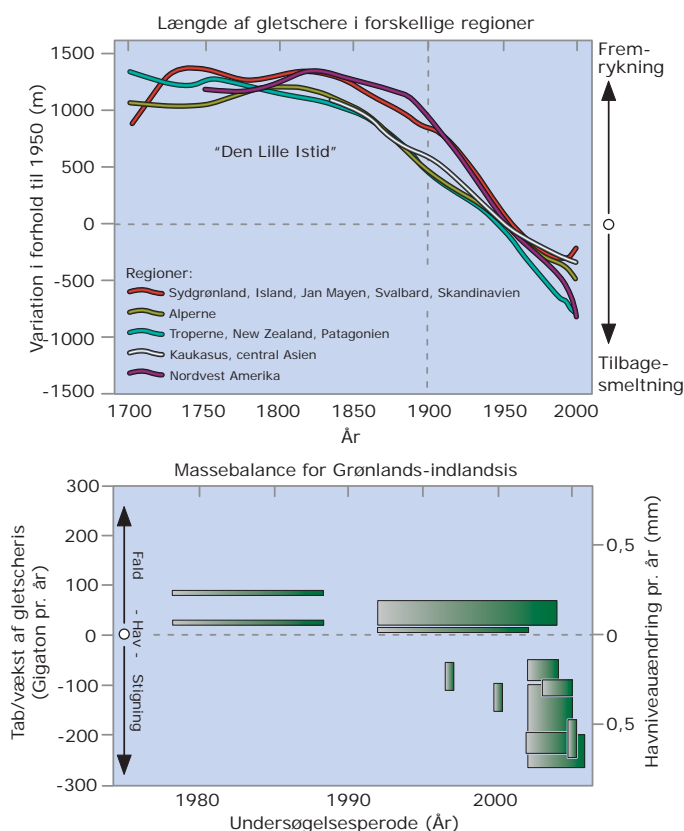 Længde af gletschere i forskellige regioner
Variation i forhold til 1950 (m)
1500
1000
500
0
-500
-1000
-1500
"Den Lille Istid"
Regioner:
Sydgrønland, Island, Jan Mayen, Svalbard, Skandinavien
Alperne
Troperne, New Zealand, Patagonien
Kaukasus, central Asien
Nordvest Amerika
1700 1750 1800 1850 1900 1950 2000
År
Frem-
rykning
Tilbage-
smeltning
Massebalance for Grønlands-indlandsis
Tab/vækst af gletscheris
(Gigaton pr. år)
300
200
100
0
-100
-200
-300
Fald - Hav - Stigning
0,5
0
0,5
Havniveauændring pr. år (mm)
1980 1990 2000
Undersøgelsesperode (År)